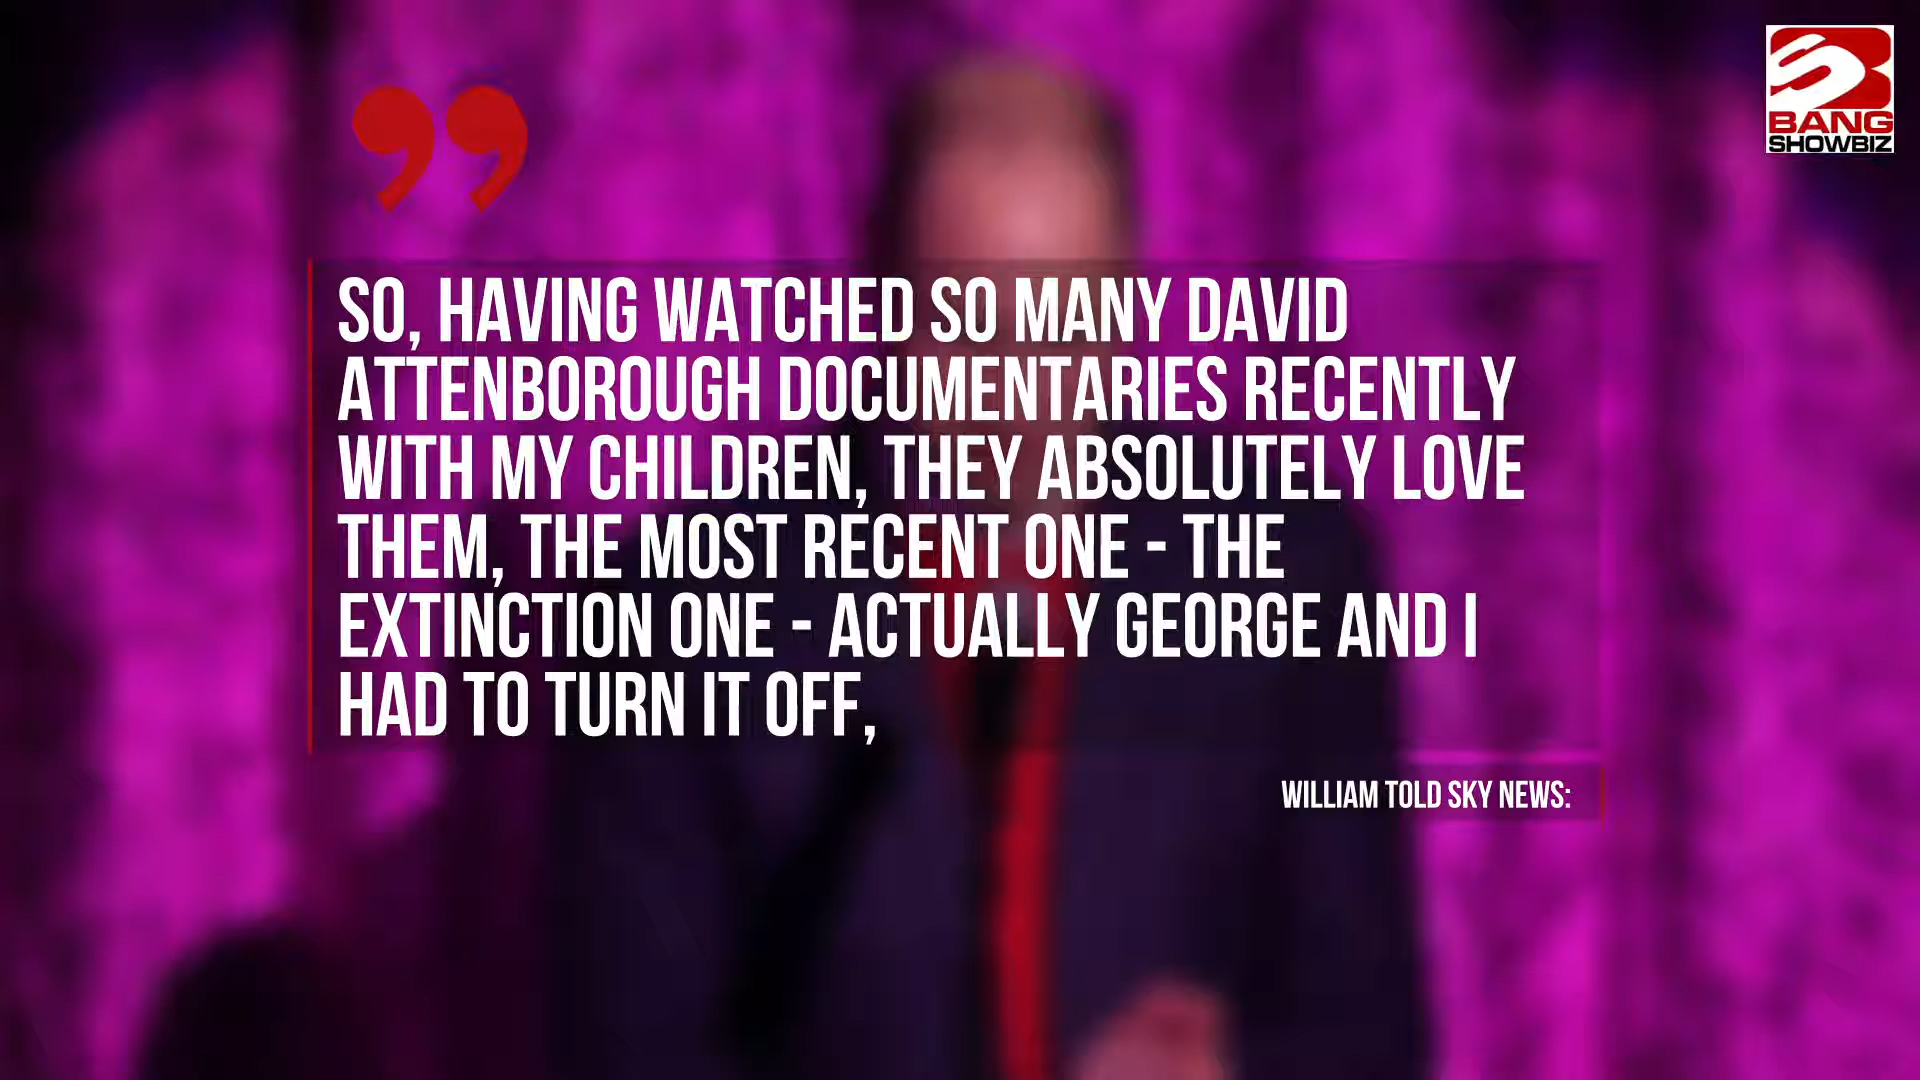 BANG
SHOWBIZ
”
SO, HAVING WATCHED SO MANY DAVID
ATTENBOROUGH DOCUMENTARIES RECENTLY
WITH MY CHILDREN, THEY ABSOLUTELY LOVE
THEM, THE MOST RECENT ONE - THE
EXTINCTION ONE - ACTUALLY GEORGE AND I
HAD TO TURN IT OFF,
WILLIAM TOLD SKY NEWS: